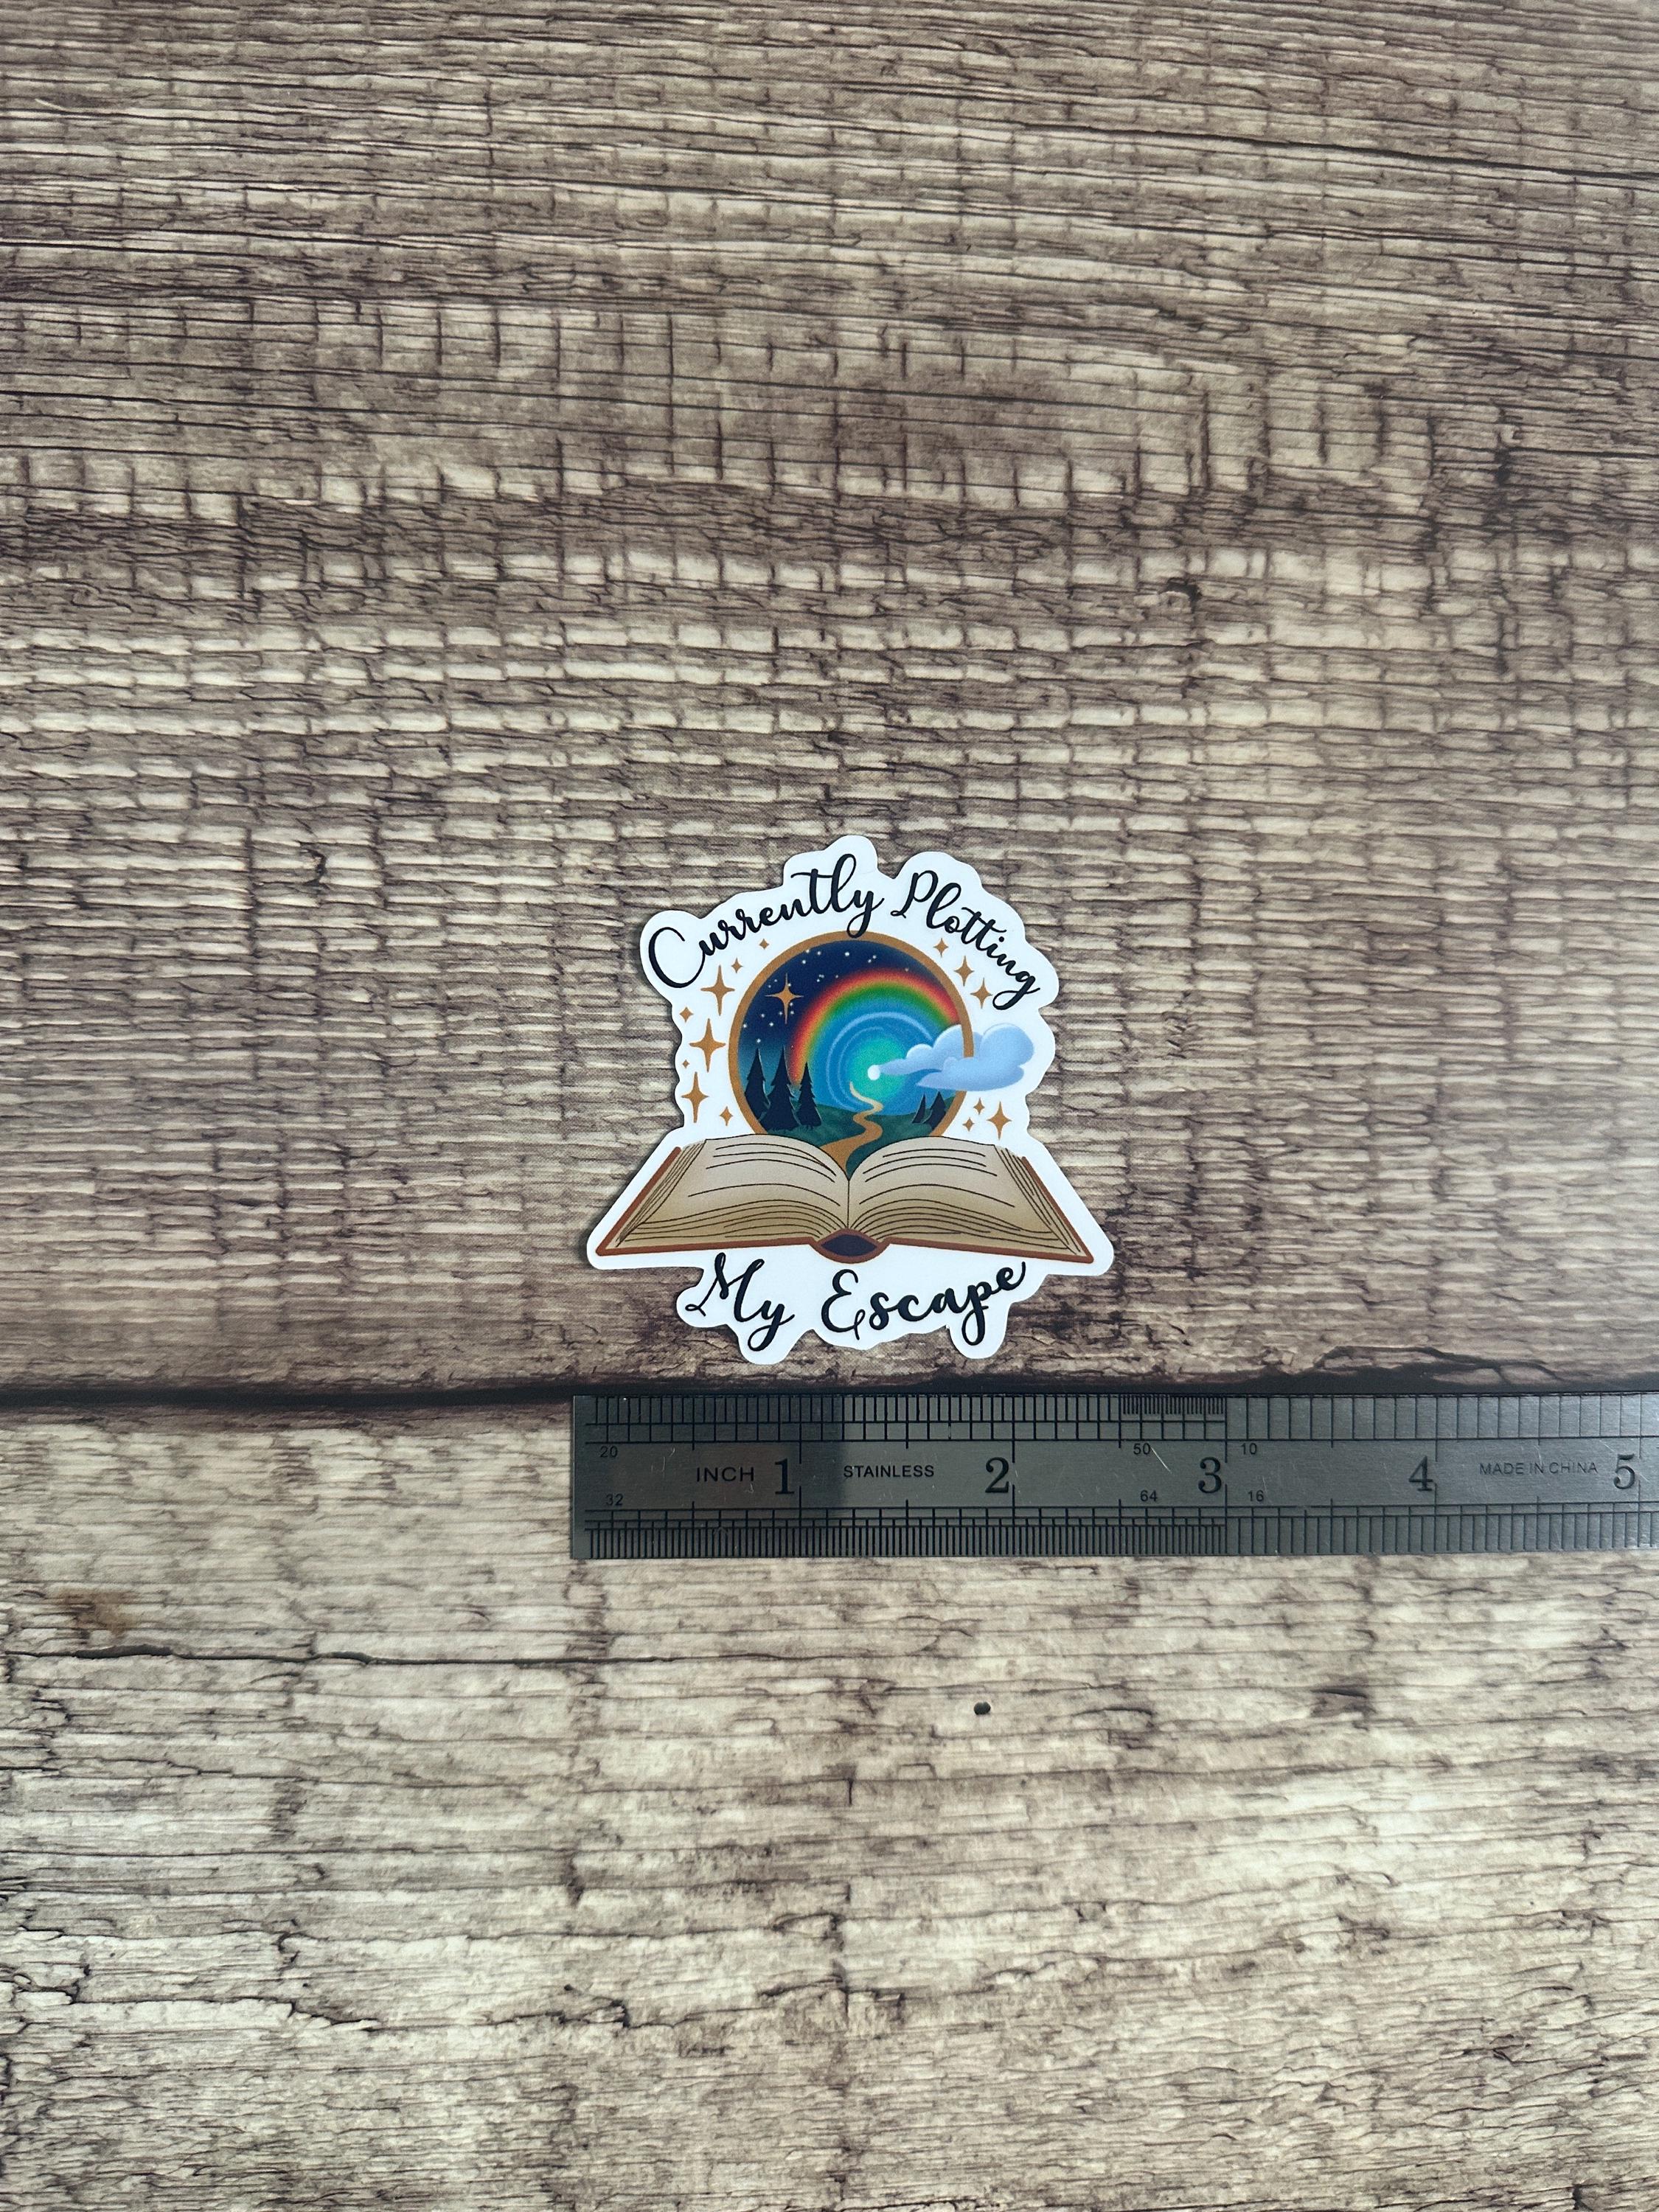 Currently Plotting
My Escape
20 50 10
INCH 1 STAINLESS 2 3 4 MADE IN CHINA 5
32 64 16